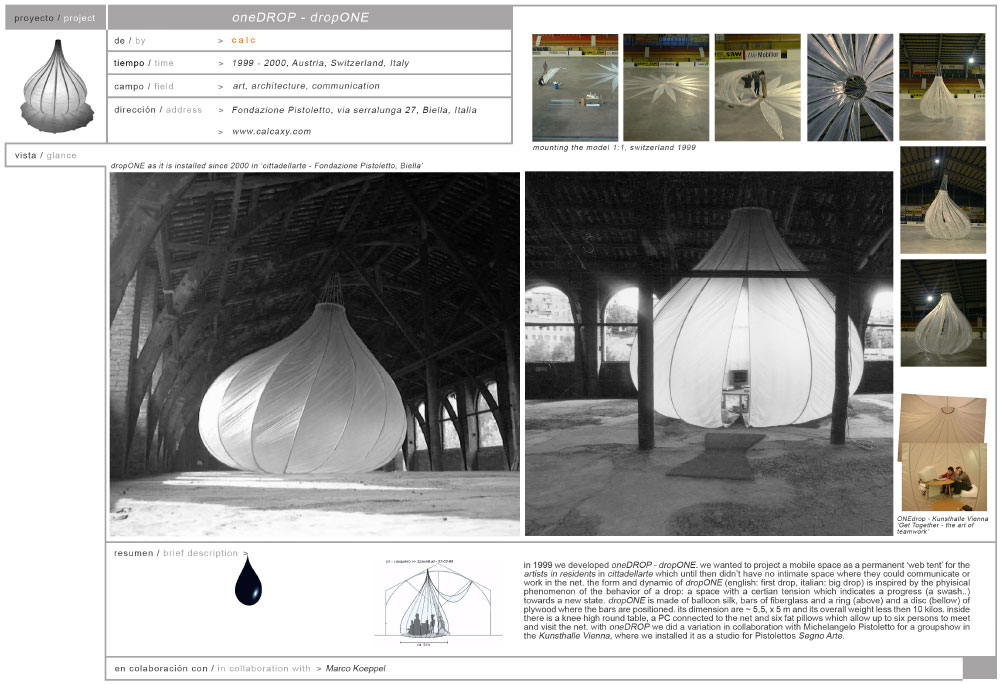 proyecto / project
oneDROP - dropONE
de / by > calc
tiempo / time > 1999 - 2000, Austria, Switzerland, Italy
campo / field > art, architecture, communication
dirección / address > Fondazione Pistoletto, via serralunga 27, Biella, Italia
> www.calcaxy.com
mounting the model 1:1, switzerland 1999
vista / glance
dropONE as it is installed since 2000 in 'cittadellarte - Fondazione Pistoletto, Biella'
ONEdrop - Kunsthalle Vienna
'Get Together - the art of
teamwork'
resumen / brief description >
in 1999 we developed oneDROP - dropONE. we wanted to project a mobile space as a permanent 'web tent' for the
artists in residents in cittadellarte which until then didn't have no intimate space where they could communicate or
work in the net. the form and dynamic of dropONE (english: first drop, italian: big drop) is inspired by the phyisical
phenomenon of the behavior of a drop: a space with a certian tension which indicates a progress (a swash..)
towards a new state. dropONE is made of balloon silk, bars of fiberglass and a ring (above) and a disc (bellow) of
plywood where the bars are positioned. its dimension are ~ 5,5, x 5 m and its overall weight less then 10 kilos. inside
there is a knee high round table, a PC connected to the net and six fat pillows which allow up to six persons to meet
and visit the net. with oneDROP we did a variation in collaboration with Michelangelo Pistoletto for a groupshow in
the Kunsthalle Vienna, where we installed it as a studio for Pistolettos Segno Arte.
en colaboración con / in collaboration with > Marco Koeppel